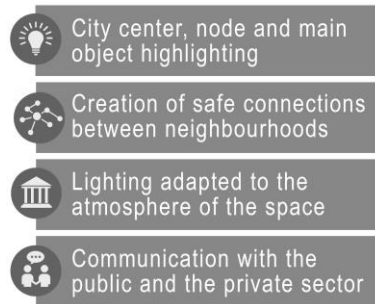 City center, node and main
object highlighting
Creation of safe connections
between neighbourhoods
Lighting adapted to the
atmosphere of the space
Communication with the
public and the private sector